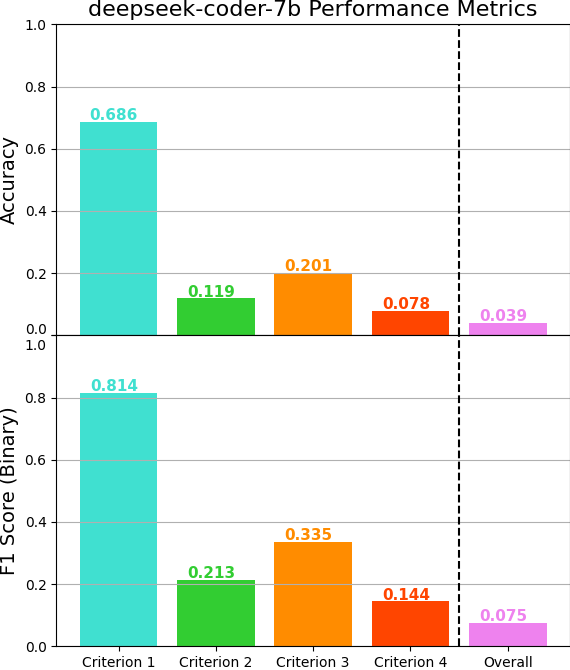 deepseek-coder-7b Performance Metrics
1.0
0.8
0.6
0.4
0.2
0.0
Accuracy
0.686
0.119
0.201
0.078
0.039
1.0
0.8
0.6
0.4
0.2
0.0
F1 Score (Binary)
0.814
0.213
0.335
0.144
0.075
Criterion 1
Criterion 2
Criterion 3
Criterion 4
Overall